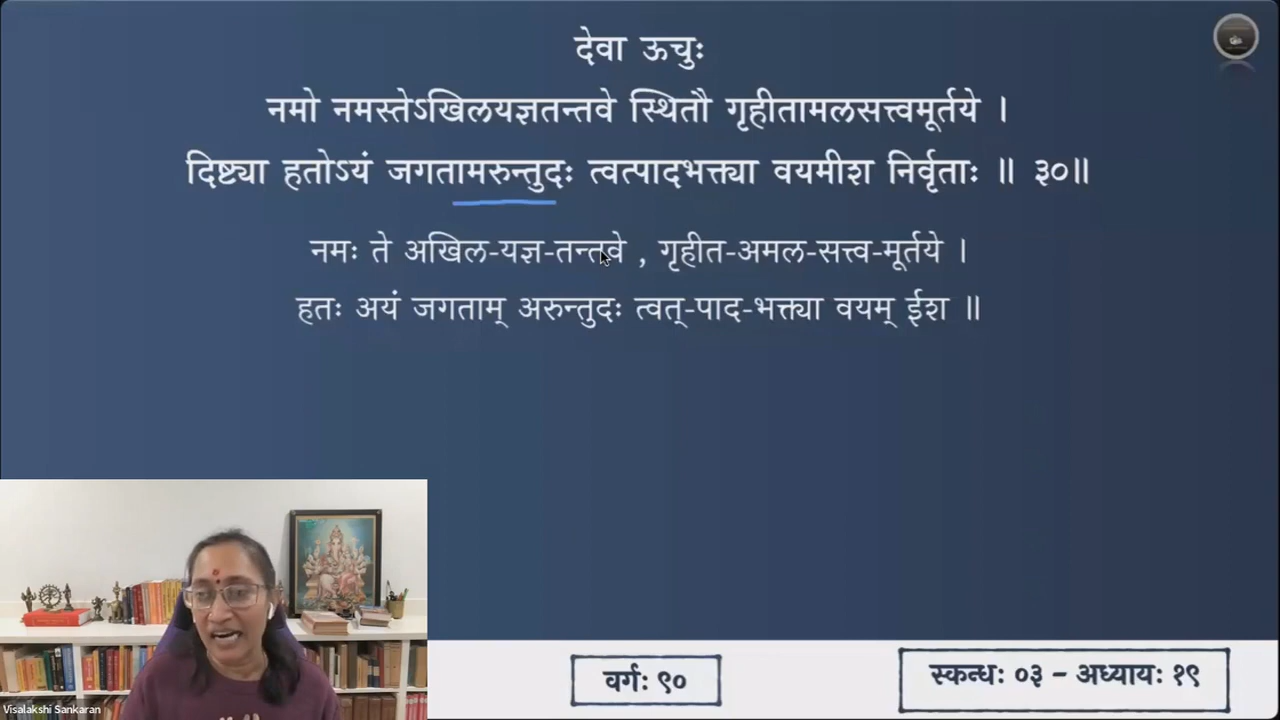 देवा ऊचुः
नमो नमस्तेऽखिलयज्ञतन्तवे स्थितौ गृहीतामलसत्त्वमूर्तये ।
दिष्ट्या हतोऽयं जगतामरुन्तुदः त्वत्पादभक्त्या वयमीश निर्वृताः ॥ ३०॥
नमः ते अखिल-यज्ञ-तन्तवे , गृहीत-अमल-सत्त्व-मूर्तये ।
हतः अयं जगताम् अरुन्तुदः त्वत्-पाद-भक्त्या वयम् ईश ॥
वर्गः ९०
स्कन्धः ०३ – अध्यायः १९
Visalakshi Sankaran